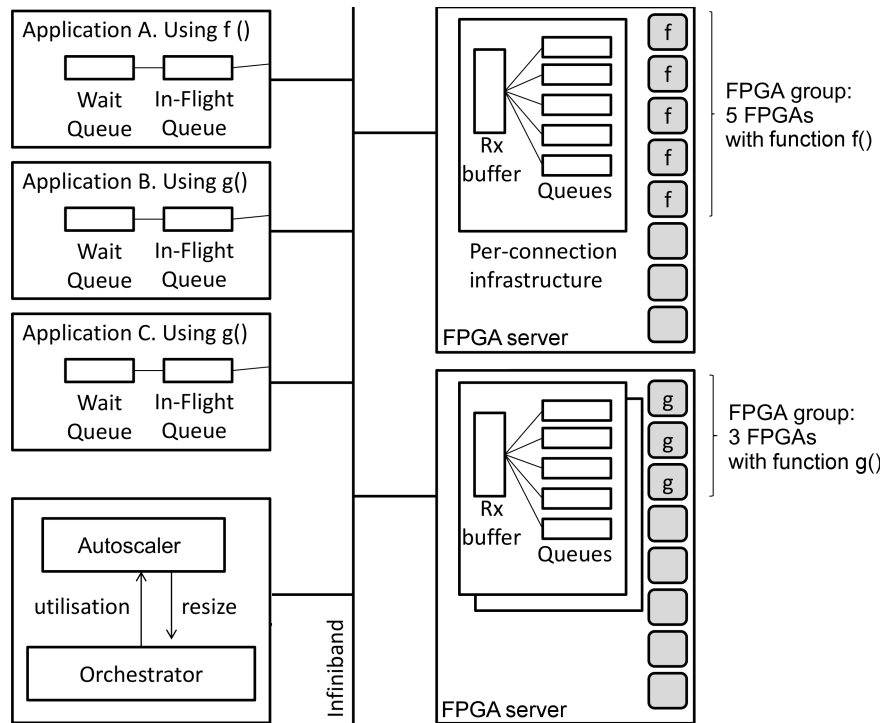 Application A. Using f ()
Wait
Queue
In-Flight
Queue
Application B. Using g()
Wait
Queue
In-Flight
Queue
Application C. Using g()
Wait
Queue
In-Flight
Queue
Autoscaler
utilisation
resize
Orchestrator
Infiniband
Rx
buffer
Queues
Per-connection
infrastructure
FPGA server
f
f
f
f
f
FPGA group:
5 FPGAs
with function f()
Rx
buffer
Queues
FPGA server
g
g
g
FPGA group:
3 FPGAs
with function g()